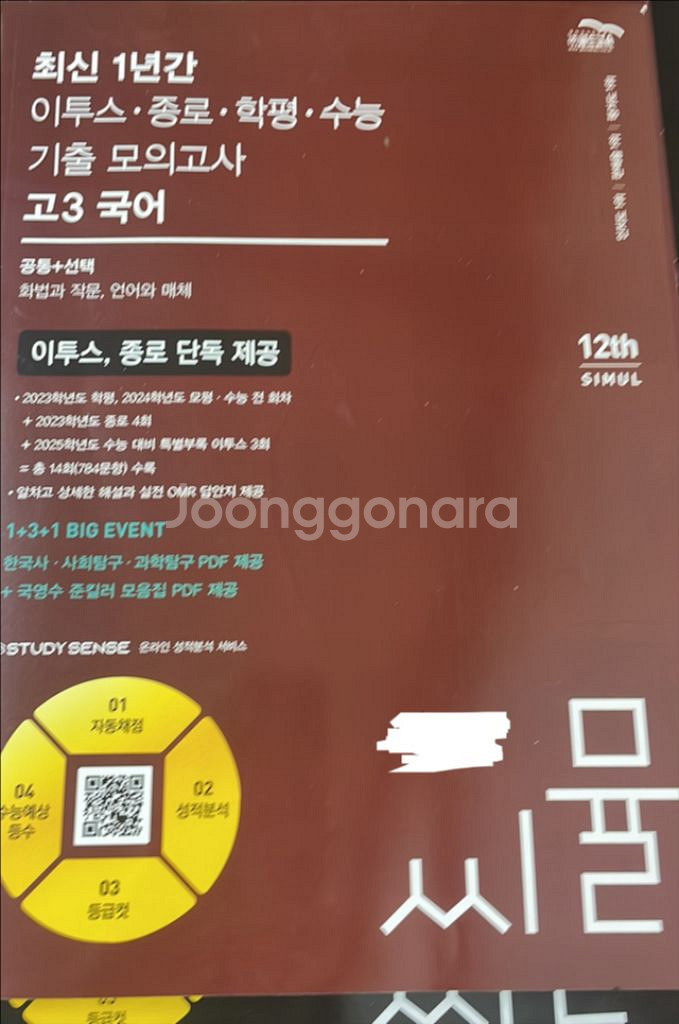 최신 1년간
이투스·종로·학평·수능
기출 모의고사
고3 국어
공통+선택
화법과 작문, 언어와 매체
이투스, 종로 단독 제공
• 2023학년도 학평, 2024학년도 모평·수능 전 회차
+ 2023학년도 종로 4회
+ 2025학년도 수능 대비 특별부록 이투스 3회
= 총 14회(784문항) 수록
• 알차고 상세한 해설과 실전 OMR 답안지 제공
Joonggonara
1+3+1 BIG EVENT
한국사·사회탐구·과학탐구 PDF 제공
+ 국영수 준킬러 모음집 PDF 제공
STUDY SENSE 온라인 성적분석 서비스
01
자동채점
02
성적분석
03
등급컷
04
수능예상
등수
12th
SIMUL
씨뮬
등급컷